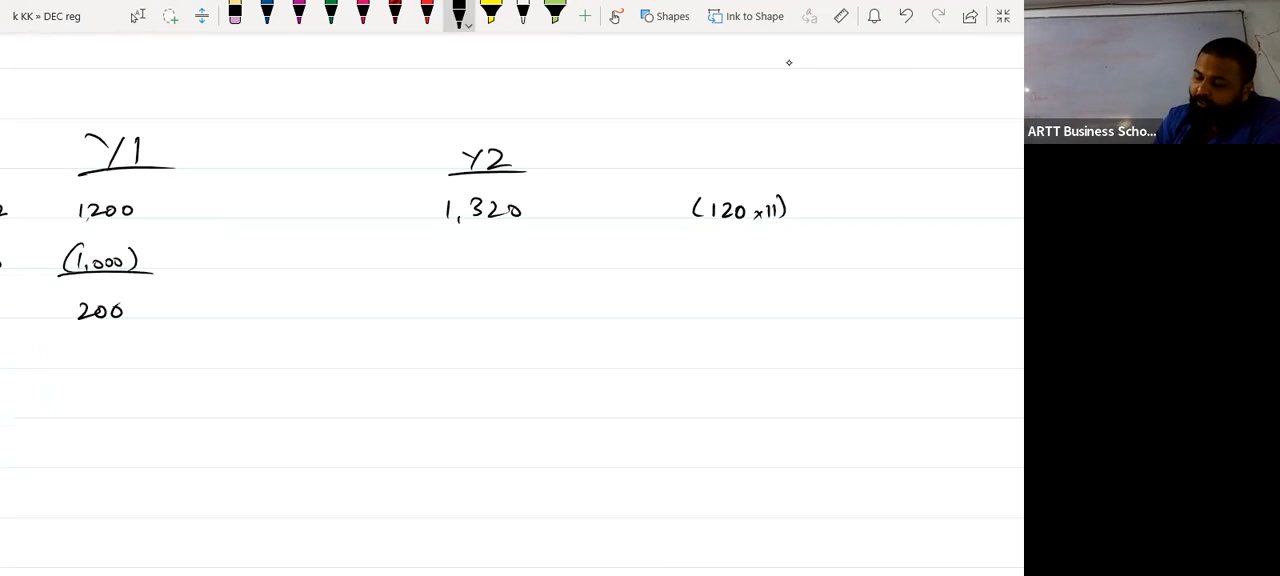 k KK » DEC reg Shapes Ink to Shape
ARTT Business Scho...
Y1 Y2
1200 1,320 (120 x 11)
(1,000)
200